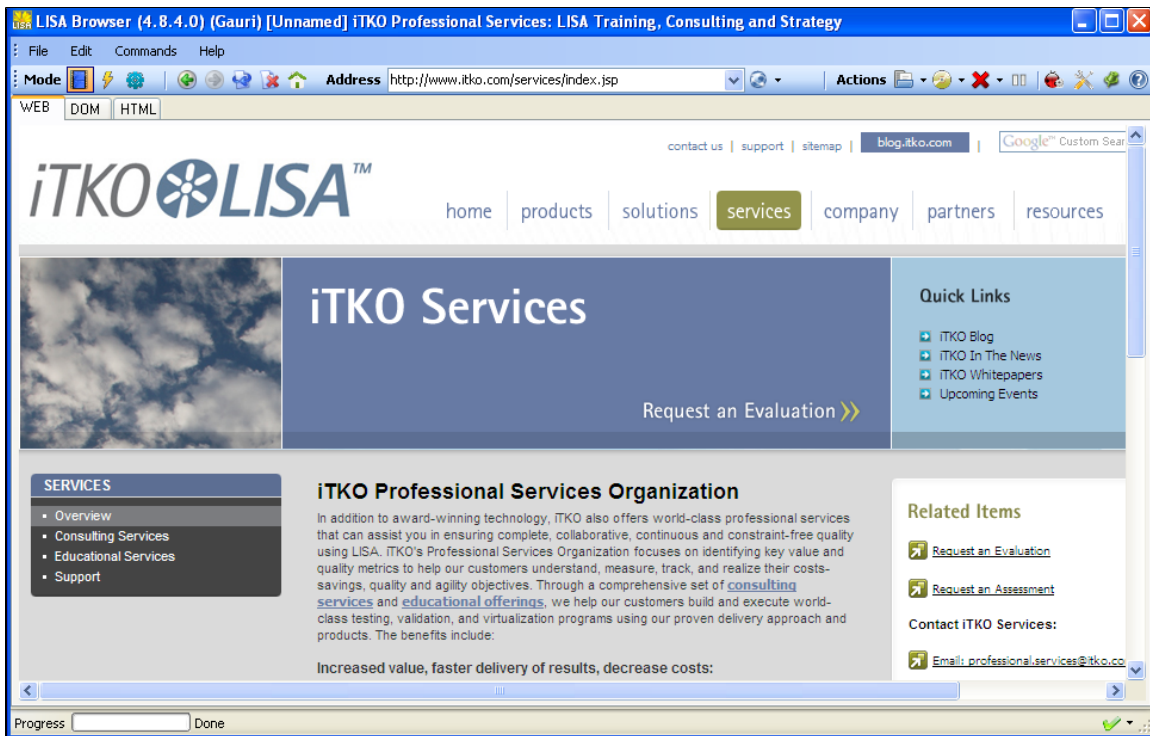 LISA Browser (4.8.4.0) (Gauri) [Unnamed] iTKO Professional Services: LISA Training, Consulting and Strategy
File Edit Commands Help
Mode Address http://www.itko.com/services/index.jsp Actions
WEB DOM HTML
contact us | support | sitemap | blog.itko.com | Google™ Custom Sear
iTKO LISA™
home products solutions services company partners resources
iTKO Services
Request an Evaluation
Quick Links
iTKO Blog
iTKO In The News
iTKO Whitepapers
Upcoming Events
SERVICES
Overview
Consulting Services
Educational Services
Support
iTKO Professional Services Organization
In addition to award-winning technology, iTKO also offers world-class professional services
that can assist you in ensuring complete, collaborative, continuous and constraint-free quality
using LISA. iTKO's Professional Services Organization focuses on identifying key value and
quality metrics to help our customers understand, measure, track, and realize their costs-
savings, quality and agility objectives. Through a comprehensive set of consulting
services and educational offerings, we help our customers build and execute world-
class testing, validation, and virtualization programs using our proven delivery approach and
products. The benefits include:
Increased value, faster delivery of results, decrease costs:
Related Items
Request an Evaluation
Request an Assessment
Contact iTKO Services:
Email: professional.services@itko.co
Progress Done